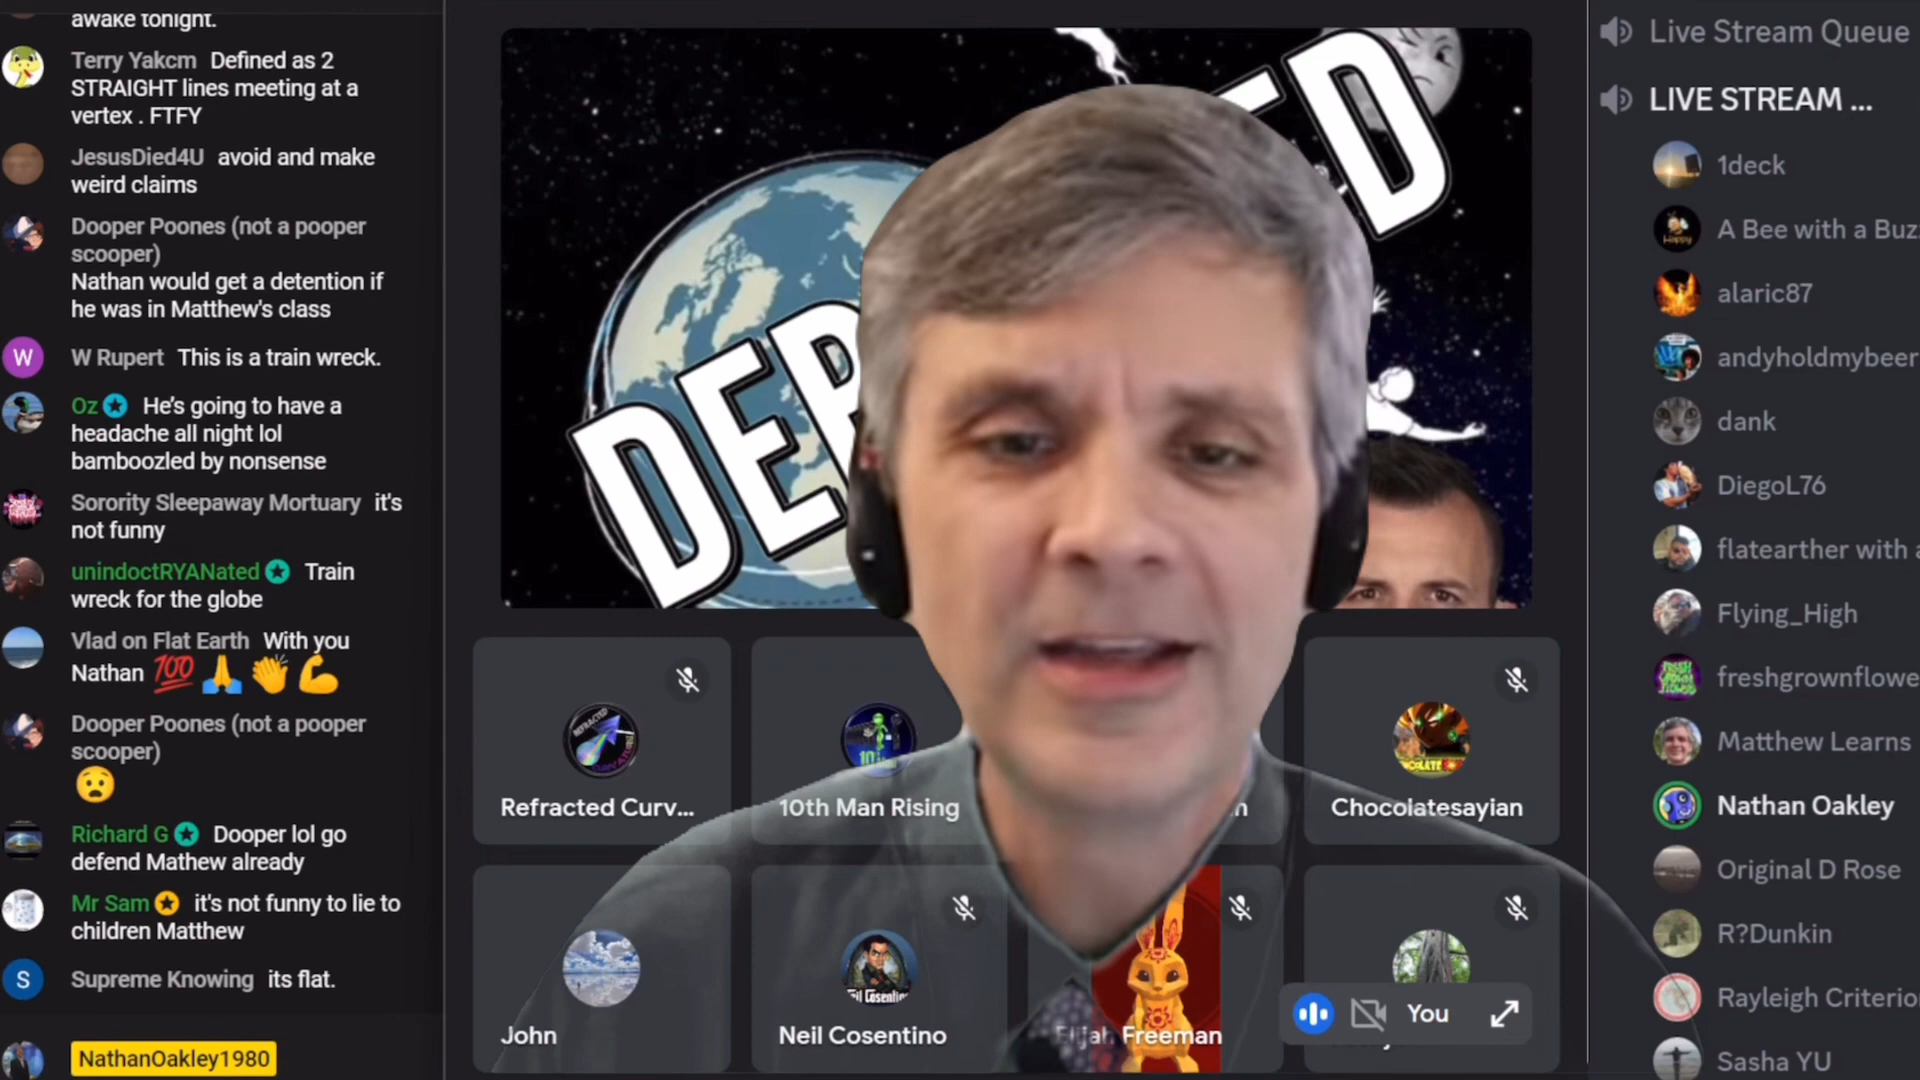 awake tonight.
Terry Yakcm Defined as 2
STRAIGHT lines meeting at a
vertex . FTFY
JesusDied4U avoid and make
weird claims
Dooper Poones (not a pooper
scooper)
Nathan would get a detention if
he was in Matthew's class
W
W Rupert This is a train wreck.
Oz He's going to have a
headache all night lol
bamboozled by nonsense
Sorority Sleepaway Mortuary it's
not funny
unindoctRYANated Train
wreck for the globe
Vlad on Flat Earth With you
Nathan 💯🙏👏💪
Dooper Poones (not a pooper
scooper)
😧
Richard G Dooper lol go
defend Mathew already
Mr Sam it's not funny to lie to
children Matthew
S
Supreme Knowing its flat.
NathanOakley1980
DEB
ED
Refracted Curv...
10th Man Rising
n
Chocolatesayian
John
Neil Cosentino
Elijah Freeman
You
Live Stream Queue
LIVE STREAM ...
1deck
A Bee with a Buz
alaric87
andyholdmybeer
dank
DiegoL76
flatearther with a
Flying_High
freshgrownflowe
Matthew Learns
Nathan Oakley
Original D Rose
R?Dunkin
Rayleigh Criterio
Sasha YU